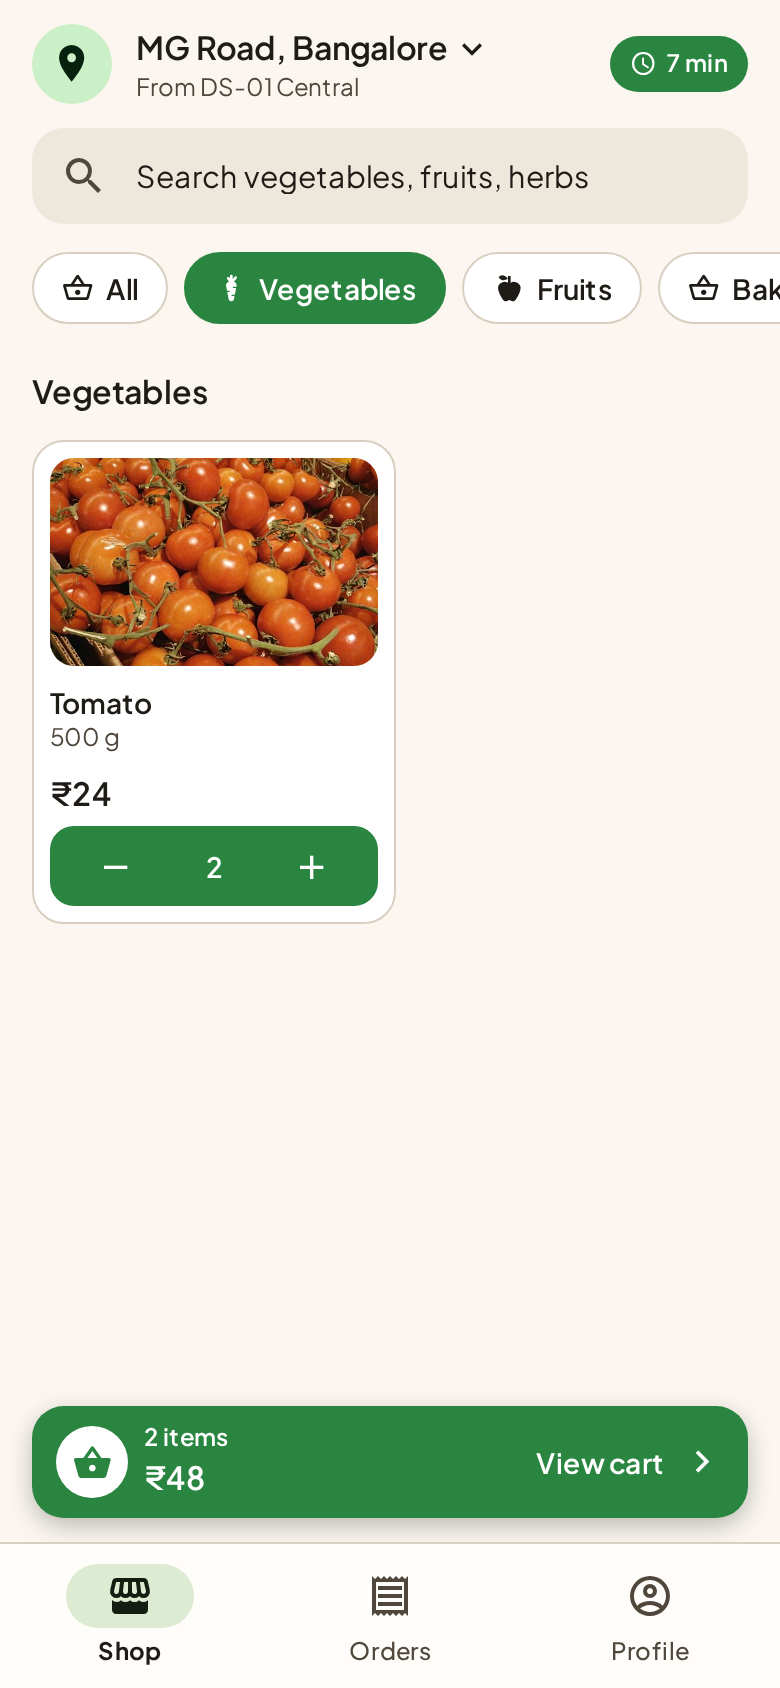 MG Road, Bangalore
From DS-01 Central
7 min
Search vegetables, fruits, herbs
All
Vegetables
Fruits
Bak
Vegetables
Tomato
500 g
₹24
2
2 items
₹48
View cart
Shop
Orders
Profile